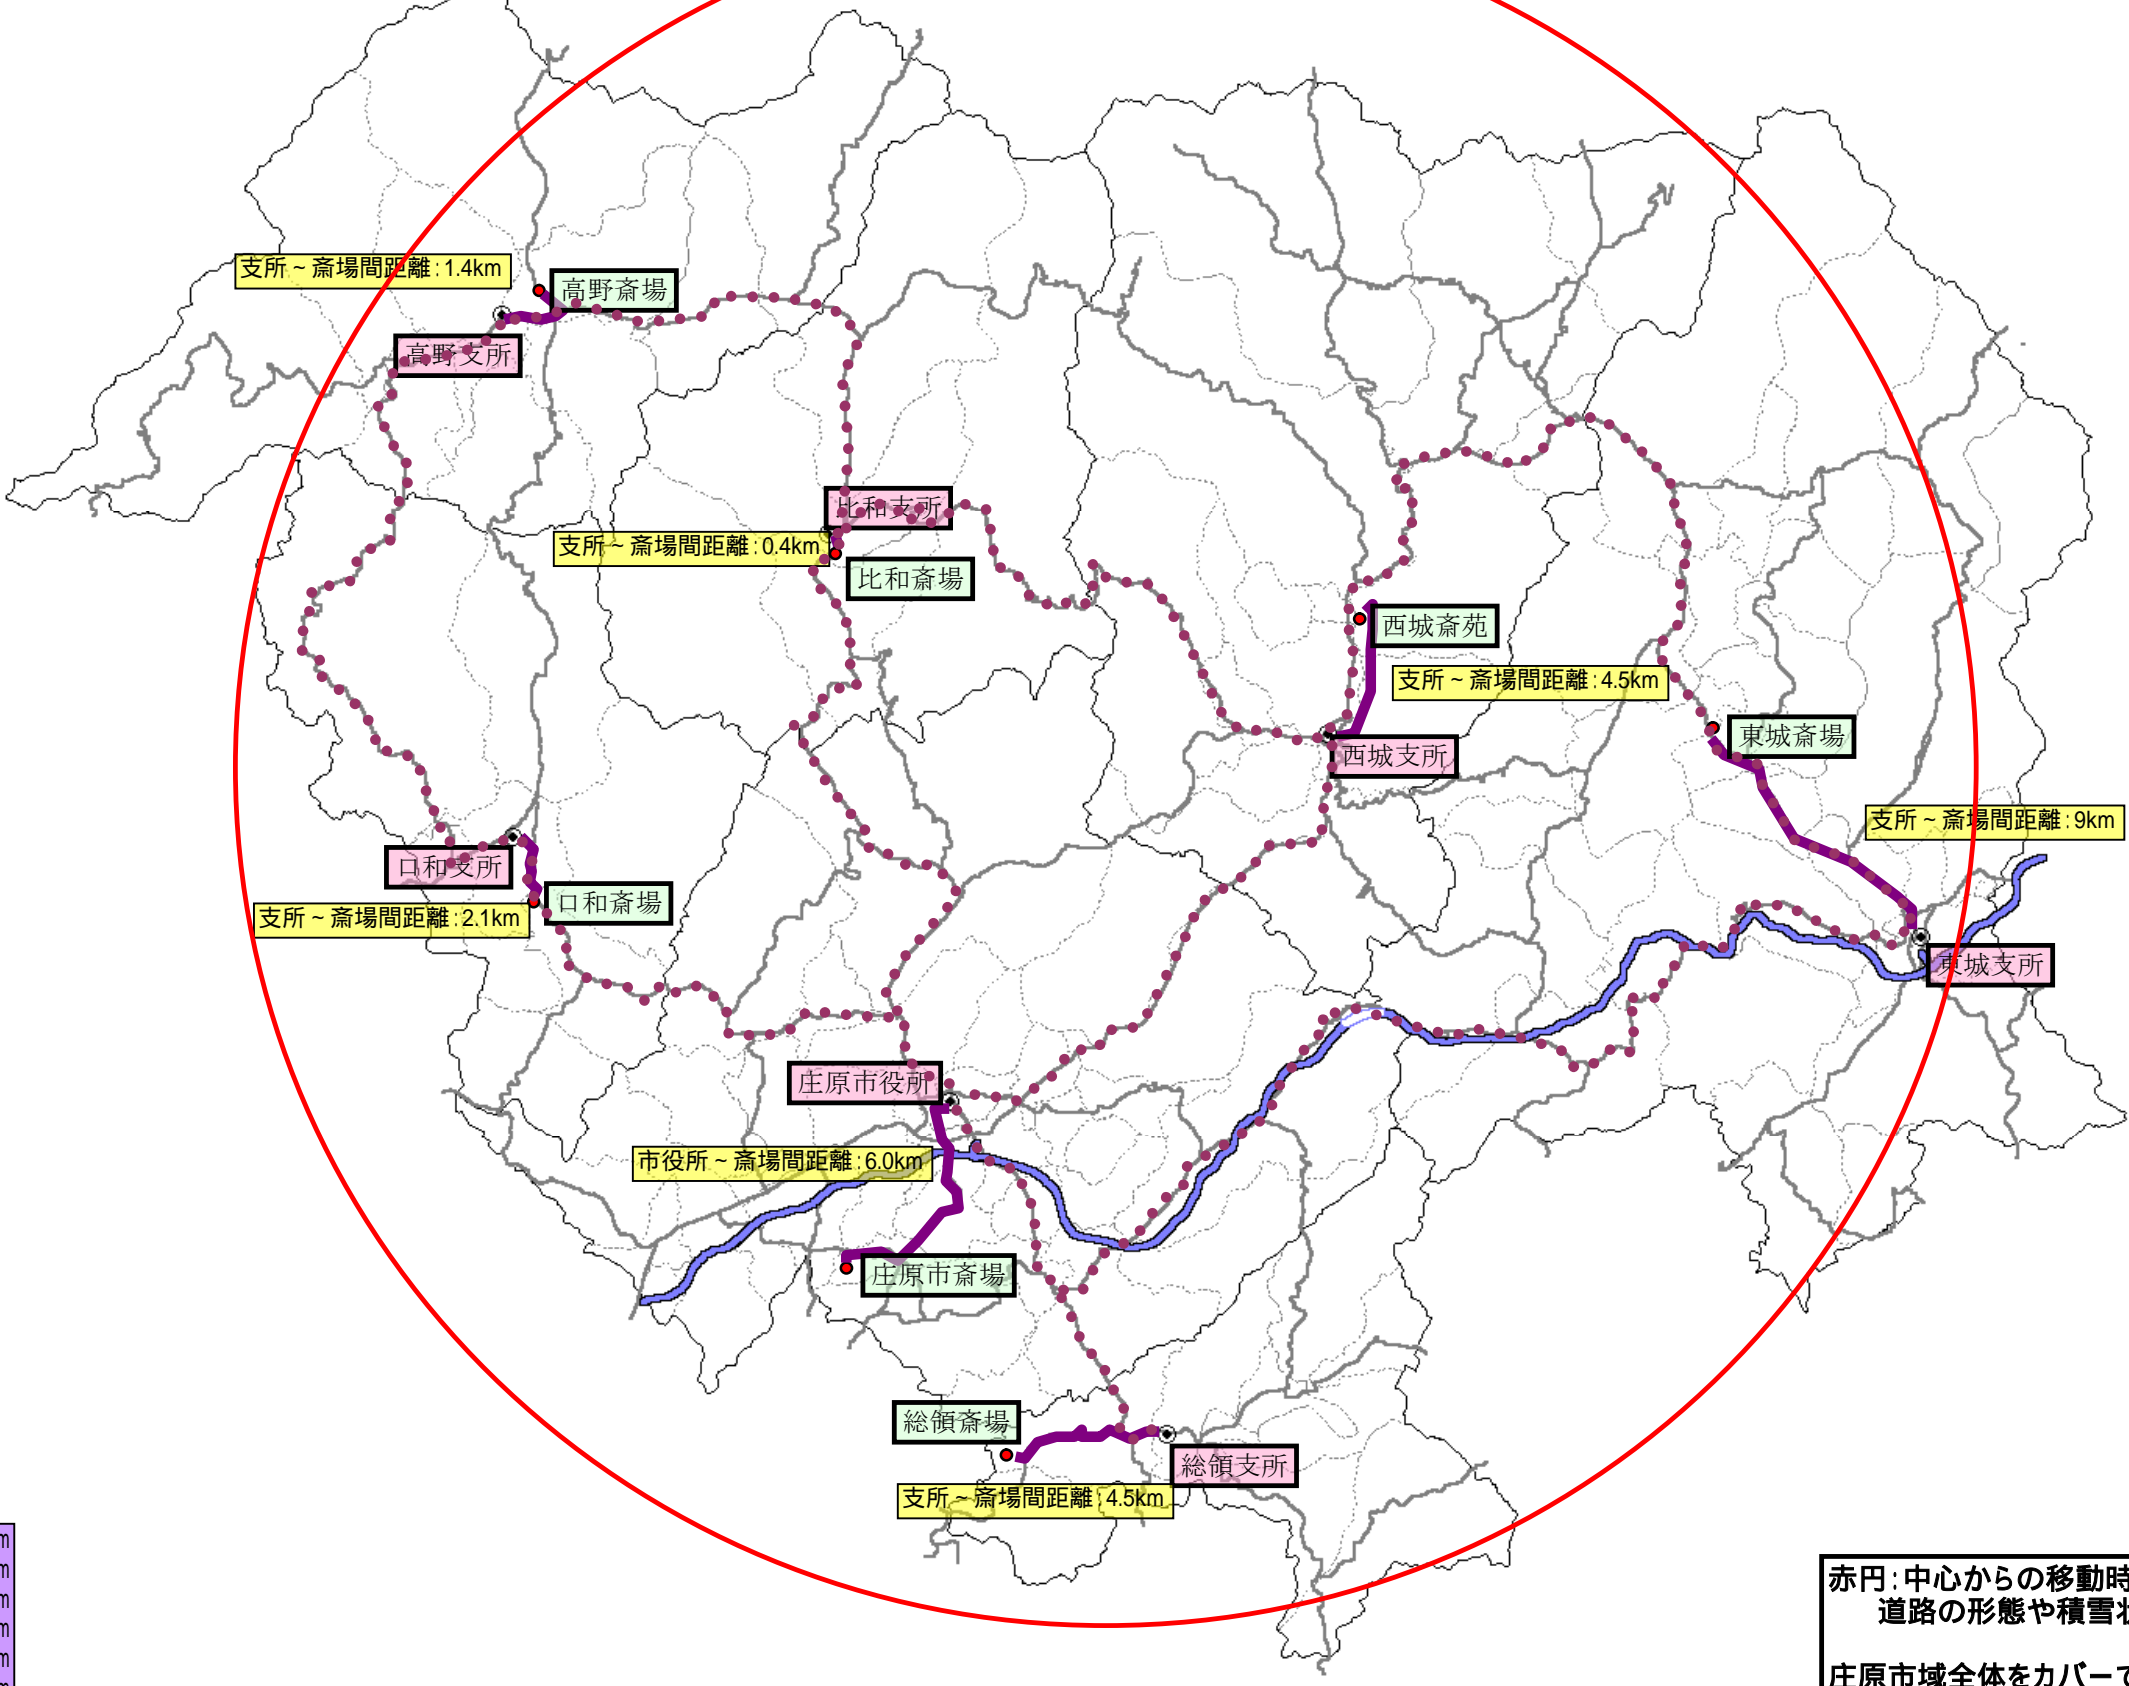 支所～斎場間距離:1.4km
高野斎場
高野支所
比和支所
支所～斎場間距離:0.4km
比和斎場
西城斎苑
支所～斎場間距離:4.5km
東城斎場
西城支所
支所～斎場間距離:9km
口和支所
口和斎場
支所～斎場間距離:2.1km
東城支所
庄原市役所
市役所～斎場間距離:6.0km
庄原市斎場
総領斎場
総領支所
支所～斎場間距離:4.5km
m
m
m
m
m
赤円:中心からの移動時
道路の形態や積雪状
庄原市域全体をカバーで